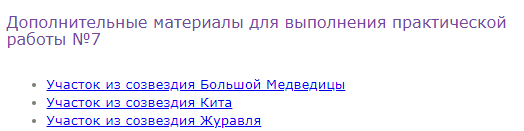 Дополнительные материалы для выполнения практической
работы №7
Участок из созвездия Большой Медведицы
Участок из созвездия Кита
Участок из созвездия Журавля